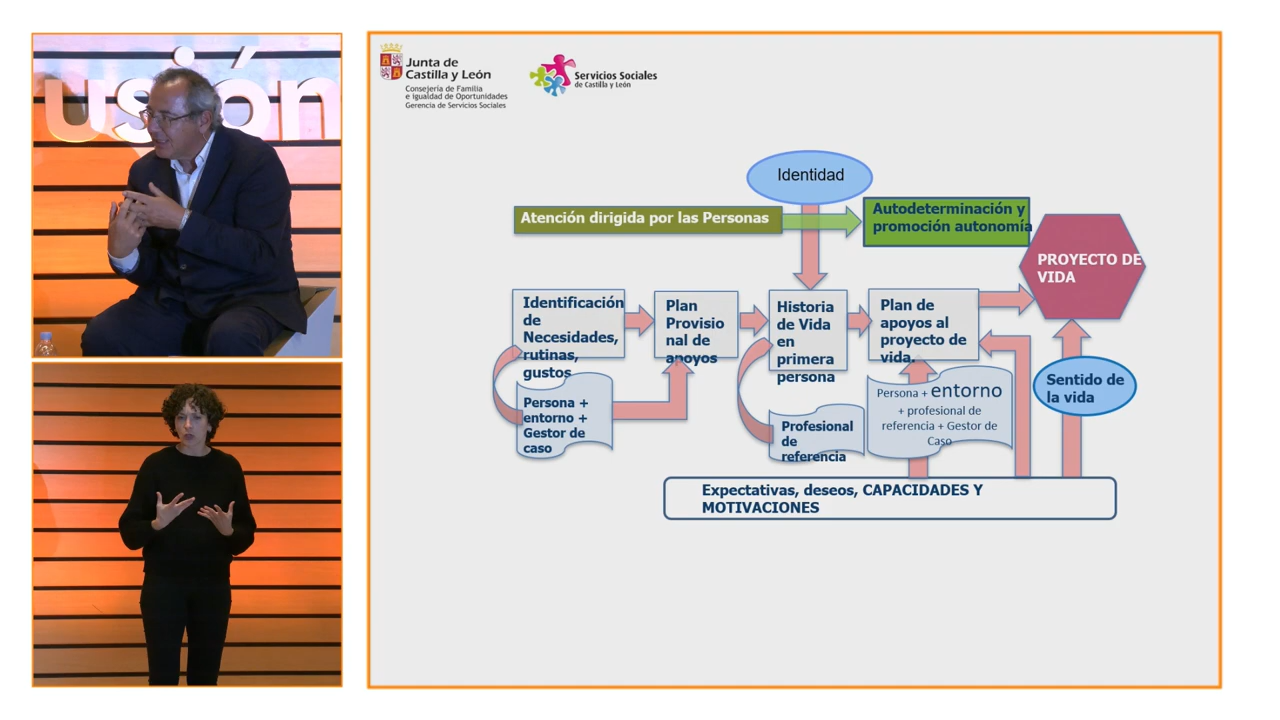 usión
Junta de
Castilla y León
Consejería de Familia
e Igualdad de Oportunidades
Gerencia de Servicios Sociales
Servicios Sociales
de Castilla y León
Identidad
Atención dirigida por las Personas
Autodeterminación y
promoción autonomía
PROYECTO DE
VIDA
Identificación
de
Necesidades,
rutinas,
gustos
Plan
Provisio
nal de
apoyos
Historia
de Vida
en
primera
persona
Plan de
apoyos al
proyecto de
vida.
Persona +
entorno +
Gestor de
caso
Profesional
de
referencia
Persona + entorno
+ profesional de
referencia + Gestor de
Caso
Sentido de
la vida
Expectativas, deseos, CAPACIDADES Y
MOTIVACIONES